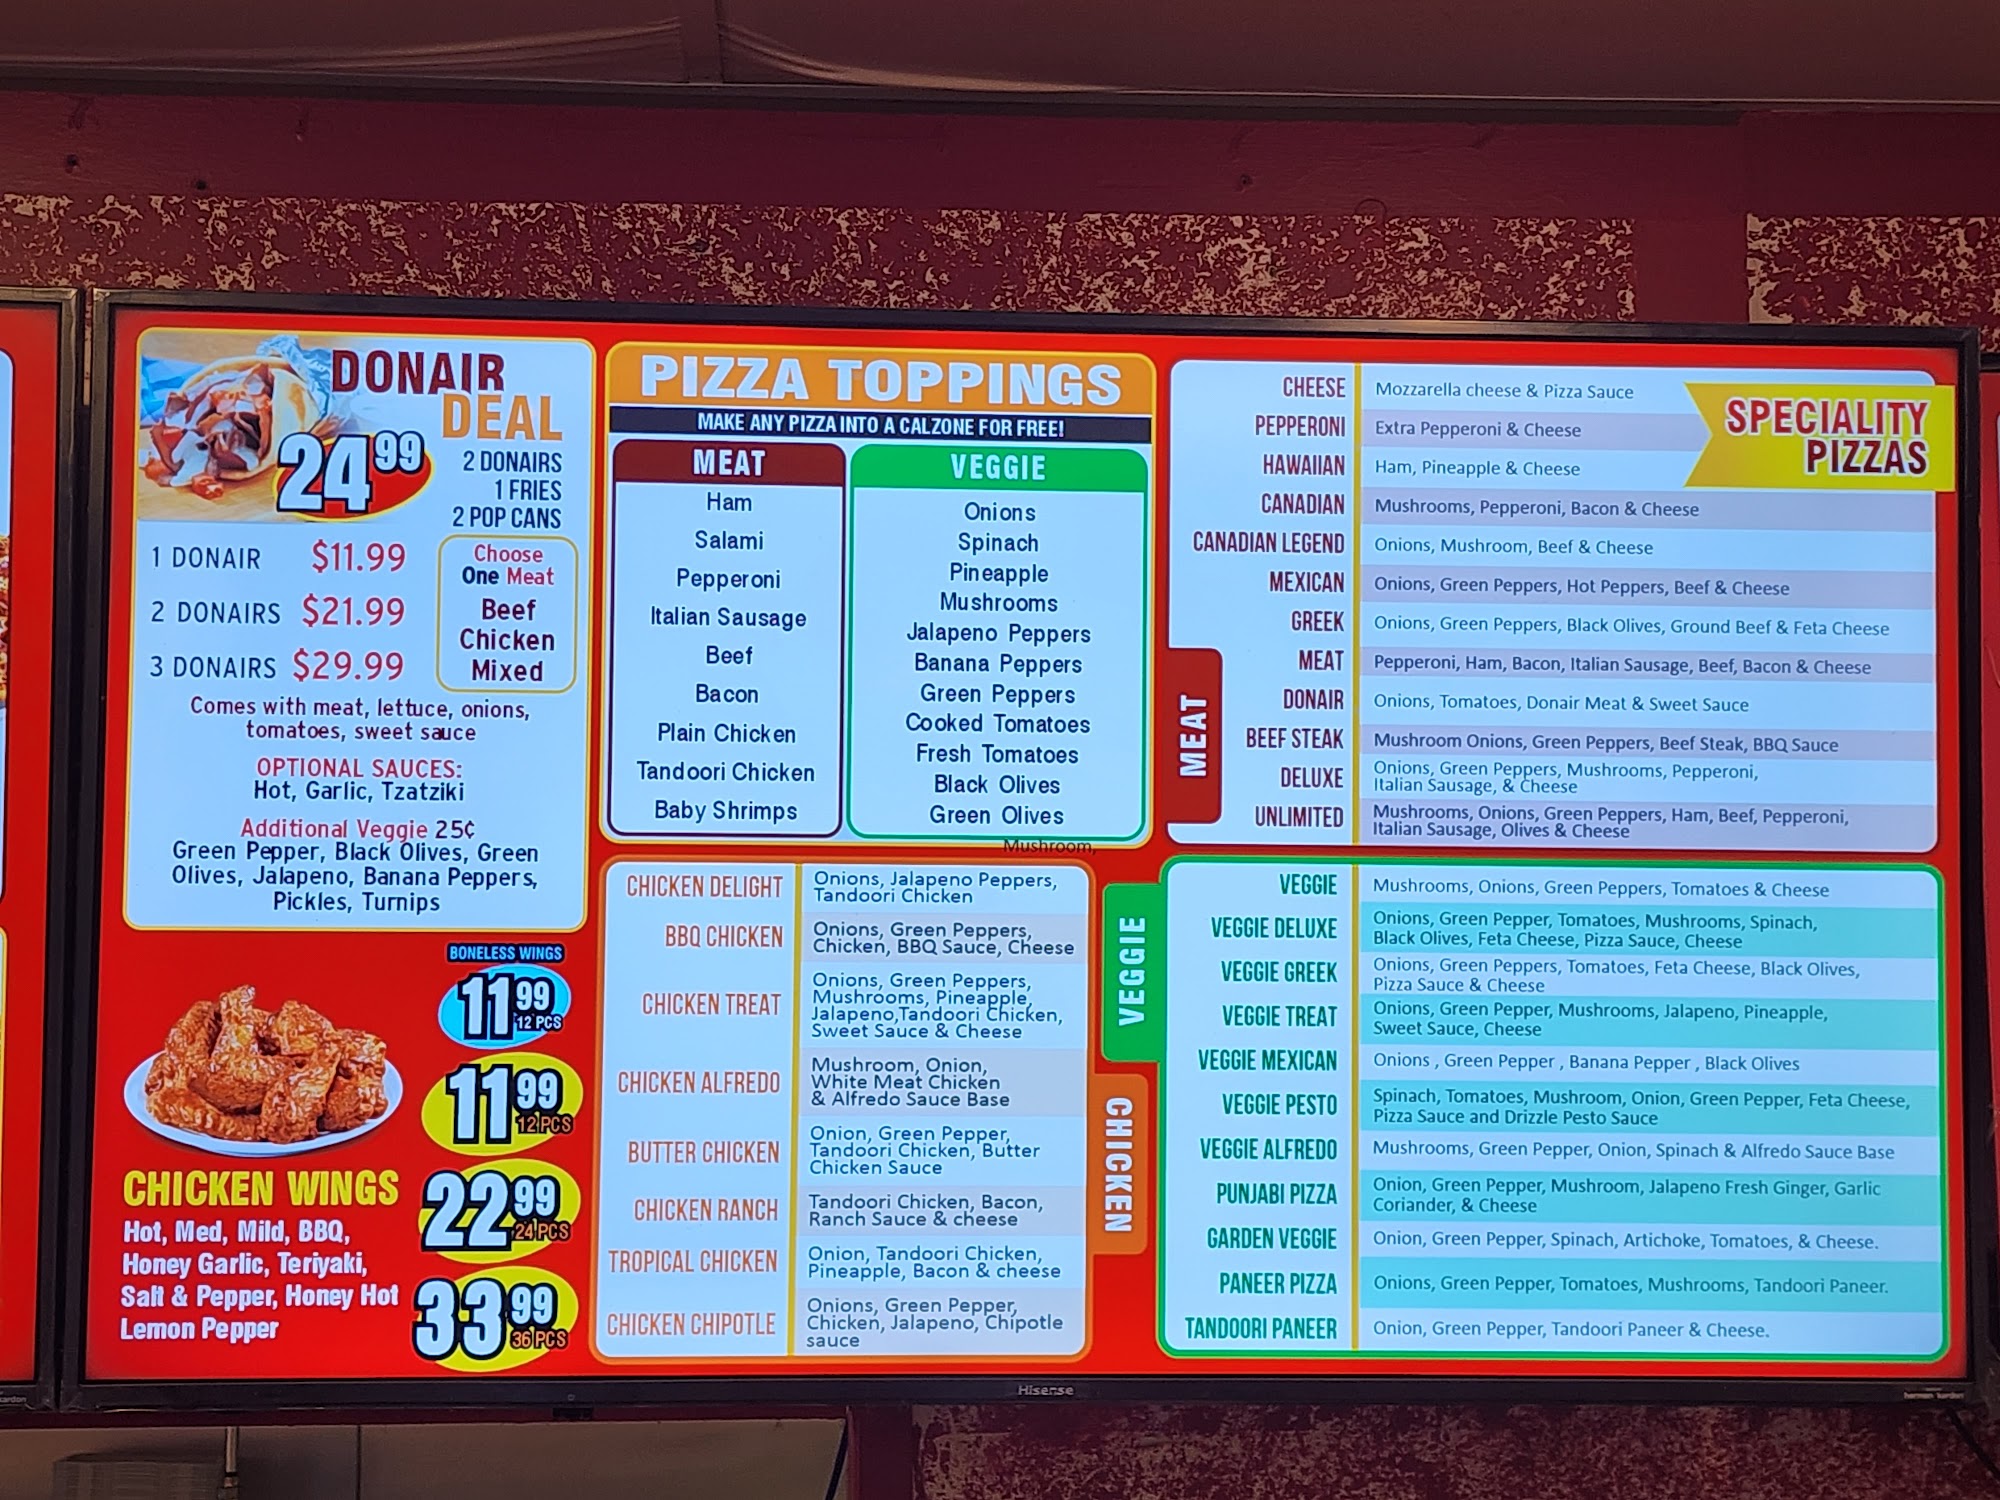 DONAIR
DEAL
24 99
2 DONAIRS
1 FRIES
2 POP CANS
1 DONAIR $11.99
2 DONAIRS $21.99
3 DONAIRS $29.99
Choose
One Meat
Beef
Chicken
Mixed
Comes with meat, lettuce, onions,
tomatoes, sweet sauce
OPTIONAL SAUCES:
Hot, Garlic, Tzatziki
Additional Veggie 25¢
Green Pepper, Black Olives, Green
Olives, Jalapeno, Banana Peppers,
Pickles, Turnips
BONELESS WINGS
11 99
12 PCS
11 99
12 PCS
22 99
24 PCS
33 99
36 PCS
CHICKEN WINGS
Hot, Med, Mild, BBQ,
Honey Garlic, Teriyaki,
Salt & Pepper, Honey Hot
Lemon Pepper
PIZZA TOPPINGS
MAKE ANY PIZZA INTO A CALZONE FOR FREE!
MEAT
Ham
Salami
Pepperoni
Italian Sausage
Beef
Bacon
Plain Chicken
Tandoori Chicken
Baby Shrimps
VEGGIE
Onions
Spinach
Pineapple
Mushrooms
Jalapeno Peppers
Banana Peppers
Green Peppers
Cooked Tomatoes
Fresh Tomatoes
Black Olives
Green Olives
Mushroom,
CHICKEN
CHICKEN DELIGHT Onions, Jalapeno Peppers,
Tandoori Chicken
BBQ CHICKEN Onions, Green Peppers,
Chicken, BBQ Sauce, Cheese
CHICKEN TREAT Onions, Green Peppers,
Mushrooms, Pineapple,
Jalapeno,Tandoori Chicken,
Sweet Sauce & Cheese
CHICKEN ALFREDO Mushroom, Onion,
White Meat Chicken
& Alfredo Sauce Base
BUTTER CHICKEN Onion, Green Pepper,
Tandoori Chicken, Butter
Chicken Sauce
CHICKEN RANCH Tandoori Chicken, Bacon,
Ranch Sauce & cheese
TROPICAL CHICKEN Onion, Tandoori Chicken,
Pineapple, Bacon & cheese
CHICKEN CHIPOTLE Onions, Green Pepper,
Chicken, Jalapeno, Chipotle
sauce
SPECIALITY
PIZZAS
MEAT
CHEESE Mozzarella cheese & Pizza Sauce
PEPPERONI Extra Pepperoni & Cheese
HAWAIIAN Ham, Pineapple & Cheese
CANADIAN Mushrooms, Pepperoni, Bacon & Cheese
CANADIAN LEGEND Onions, Mushroom, Beef & Cheese
MEXICAN Onions, Green Peppers, Hot Peppers, Beef & Cheese
GREEK Onions, Green Peppers, Black Olives, Ground Beef & Feta Cheese
MEAT Pepperoni, Ham, Bacon, Italian Sausage, Beef, Bacon & Cheese
DONAIR Onions, Tomatoes, Donair Meat & Sweet Sauce
BEEF STEAK Mushroom Onions, Green Peppers, Beef Steak, BBQ Sauce
DELUXE Onions, Green Peppers, Mushrooms, Pepperoni,
Italian Sausage, & Cheese
UNLIMITED Mushrooms, Onions, Green Peppers, Ham, Beef, Pepperoni,
Italian Sausage, Olives & Cheese
VEGGIE
VEGGIE Mushrooms, Onions, Green Peppers, Tomatoes & Cheese
VEGGIE DELUXE Onions, Green Pepper, Tomatoes, Mushrooms, Spinach,
Black Olives, Feta Cheese, Pizza Sauce, Cheese
VEGGIE GREEK Onions, Green Peppers, Tomatoes, Feta Cheese, Black Olives,
Pizza Sauce & Cheese
VEGGIE TREAT Onions, Green Pepper, Mushrooms, Jalapeno, Pineapple,
Sweet Sauce, Cheese
VEGGIE MEXICAN Onions , Green Pepper , Banana Pepper , Black Olives
VEGGIE PESTO Spinach, Tomatoes, Mushroom, Onion, Green Pepper, Feta Cheese,
Pizza Sauce and Drizzle Pesto Sauce
VEGGIE ALFREDO Mushrooms, Green Pepper, Onion, Spinach & Alfredo Sauce Base
PUNJABI PIZZA Onion, Green Pepper, Mushroom, Jalapeno Fresh Ginger, Garlic
Coriander, & Cheese
GARDEN VEGGIE Onion, Green Pepper, Spinach, Artichoke, Tomatoes, & Cheese.
PANEER PIZZA Onions, Green Pepper, Tomatoes, Mushrooms, Tandoori Paneer.
TANDOORI PANEER Onion, Green Pepper, Tandoori Paneer & Cheese.
Hisense
harman kardon